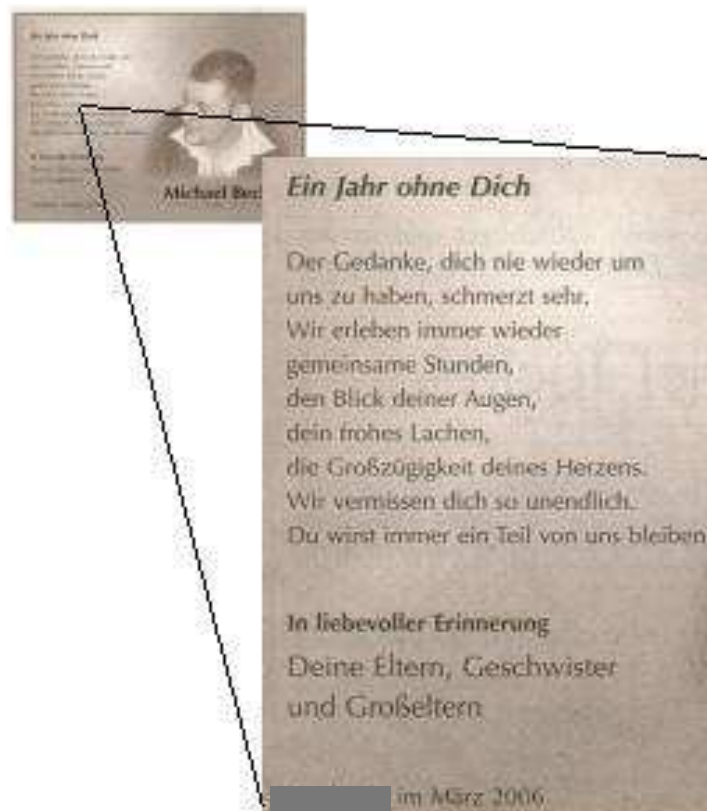 Michael
Ein Jahr ohne Dich
Der Gedanke, dich nie wieder um
uns zu haben, schmerzt sehr.
Wir erleben immer wieder
gemeinsame Stunden,
den Blick deiner Augen,
dein frohes Lachen,
die Großzügigkeit deines Herzens.
Wir vermissen dich so unendlich.
Du wirst immer ein Teil von uns bleiben
In liebevoller Erinnerung
Deine Eltern, Geschwister
und Großeltern
im März 2006